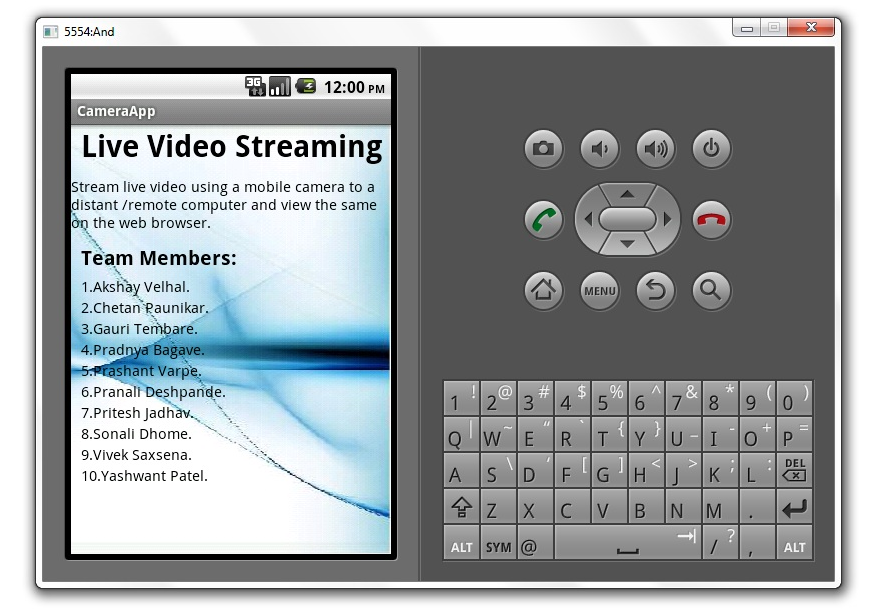 5554:And
3G 12:00 PM
CameraApp
Live Video Streaming
Stream live video using a mobile camera to a
distant /remote computer and view the same
on the web browser.
Team Members:
1.Akshay Velhal.
2.Chetan Paunikar.
3.Gauri Tembare.
4.Pradnya Bagave.
5.Prashant Varpe.
6.Pranali Deshpande.
7.Pritesh Jadhav.
8.Sonali Dhome.
9.Vivek Saxsena.
10.Yashwant Patel.
MENU
1 ! 2 @ 3 # 4 $ 5 % 6 ^ 7 & 8 * 9 ( 0 )
Q | W ~ E " R ` T { Y } U _ I - O + P =
A S \ D ' F [ G ] H < J > K ; L : DEL
Z X C V B N M .
ALT SYM @ / ? , ALT